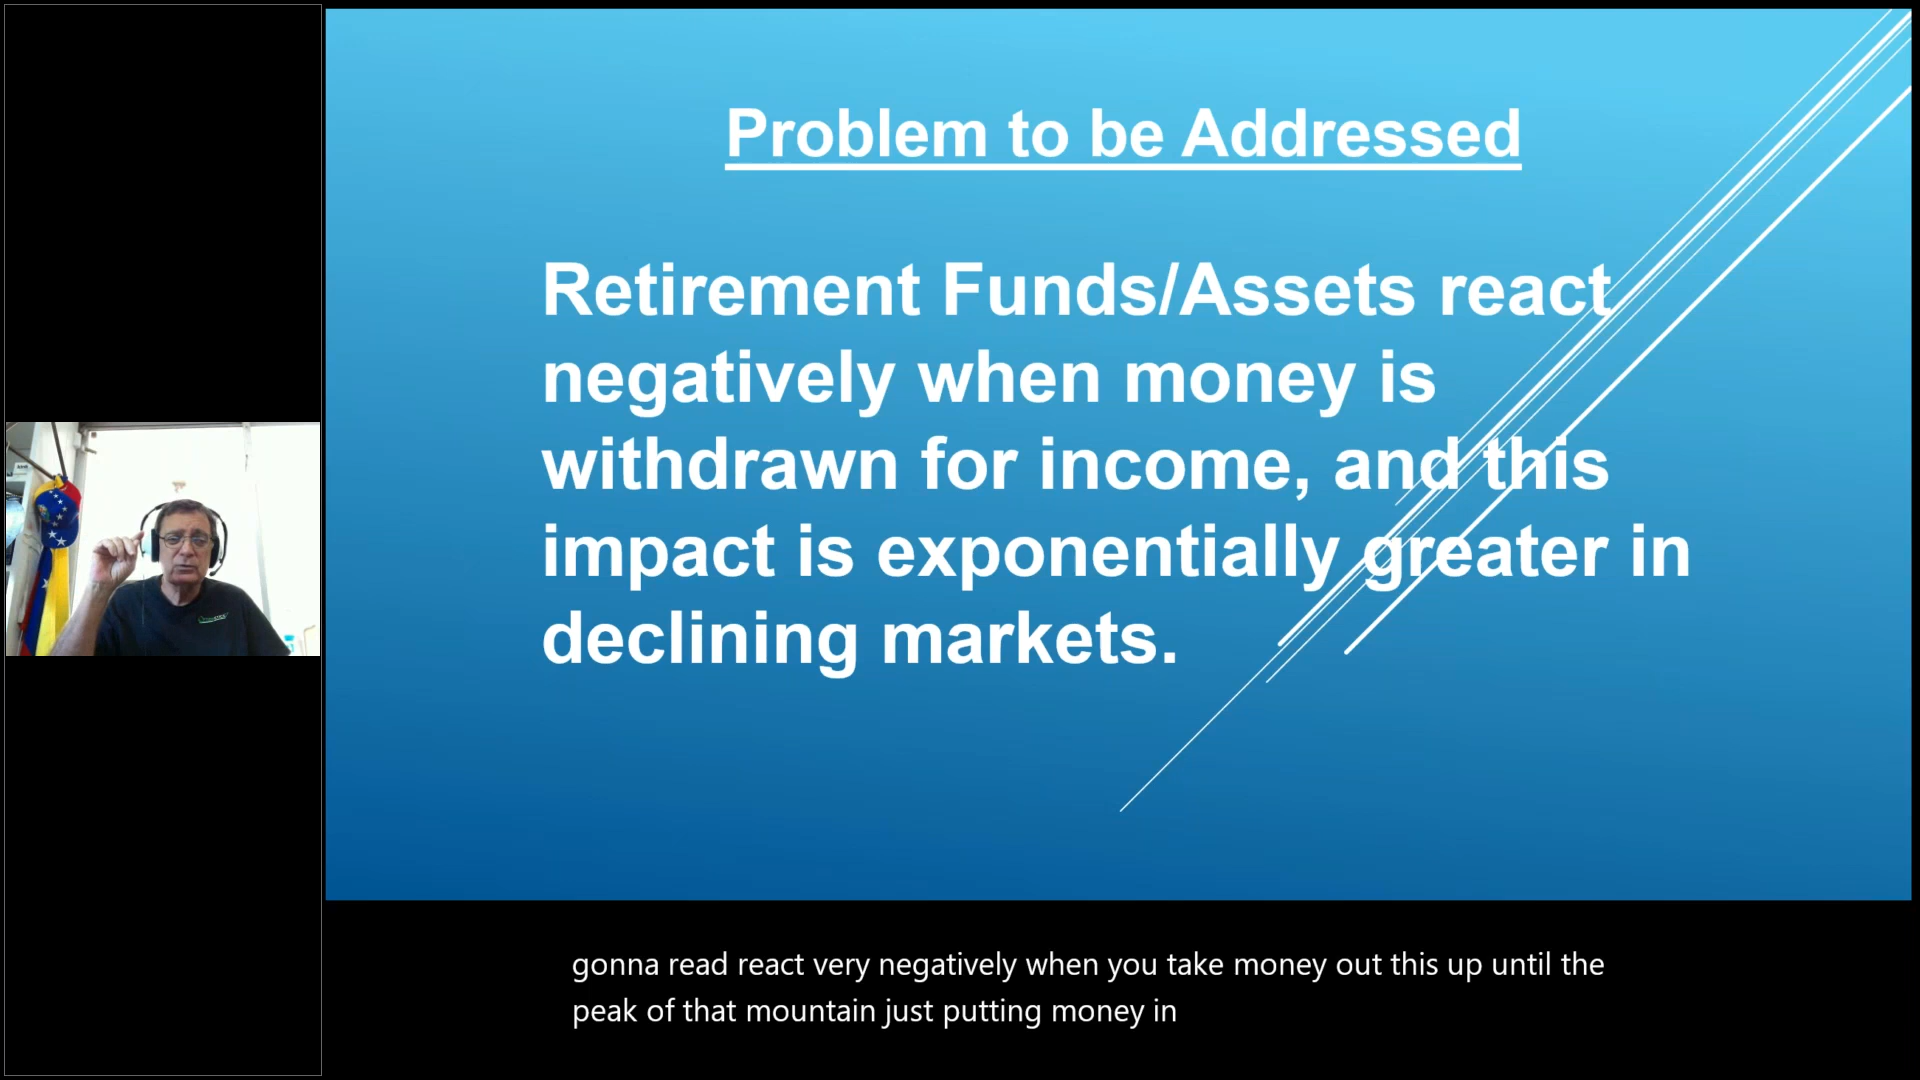 Problem to be Addressed
Retirement Funds/Assets react
negatively when money is
withdrawn for income, and this
impact is exponentially greater in
declining markets.
gonna read react very negatively when you take money out this up until the
peak of that mountain just putting money in